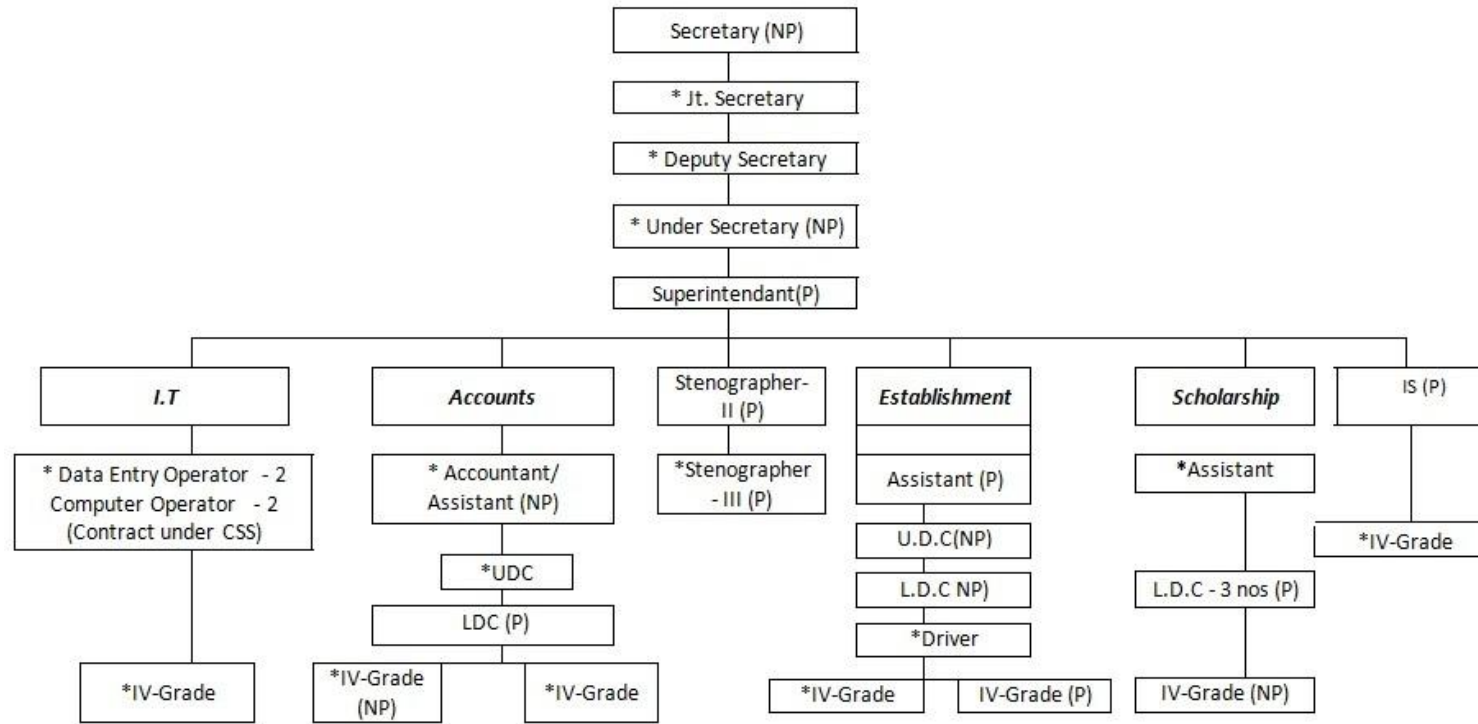 Secretary (NP)
* Jt. Secretary
* Deputy Secretary
* Under Secretary (NP)
Superintendant(P)
I.T
Accounts
Stenographer-
II (P)
Establishment
Scholarship
IS (P)
* Data Entry Operator - 2
Computer Operator - 2
(Contract under CSS)
* Accountant/
Assistant (NP)
*Stenographer
- III (P)
Assistant (P)
*Assistant
U.D.C(NP)
*IV-Grade
*UDC
L.D.C NP)
L.D.C - 3 nos (P)
LDC (P)
*Driver
*IV-Grade
*IV-Grade
(NP)
*IV-Grade
*IV-Grade
IV-Grade (P)
IV-Grade (NP)